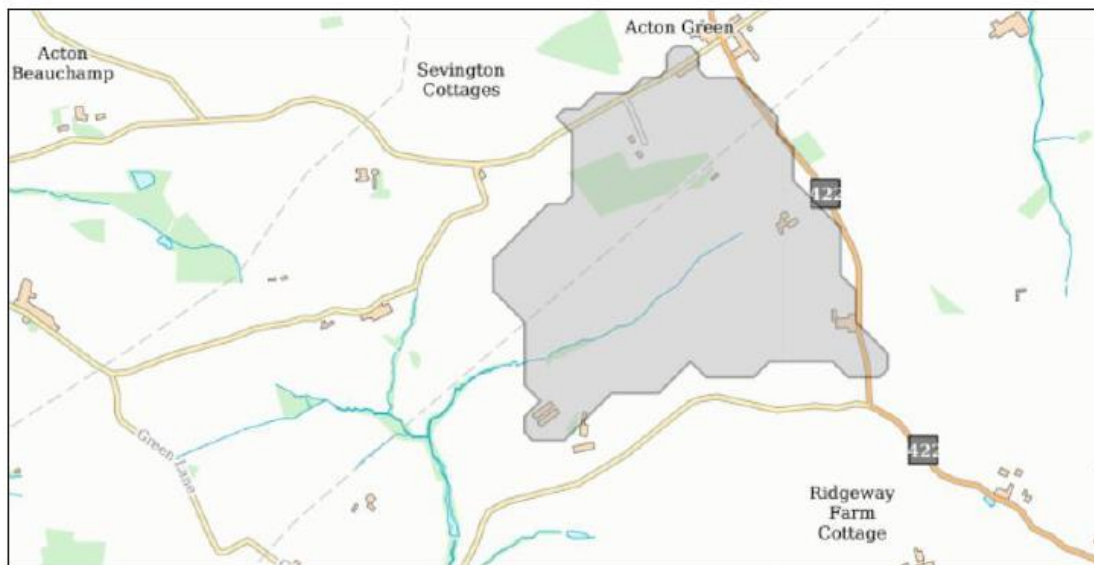 Acton Green
Acton
Beauchamp
Sevington
Cottages
422
422
Green Lane
Ridgeway
Farm
Cottage